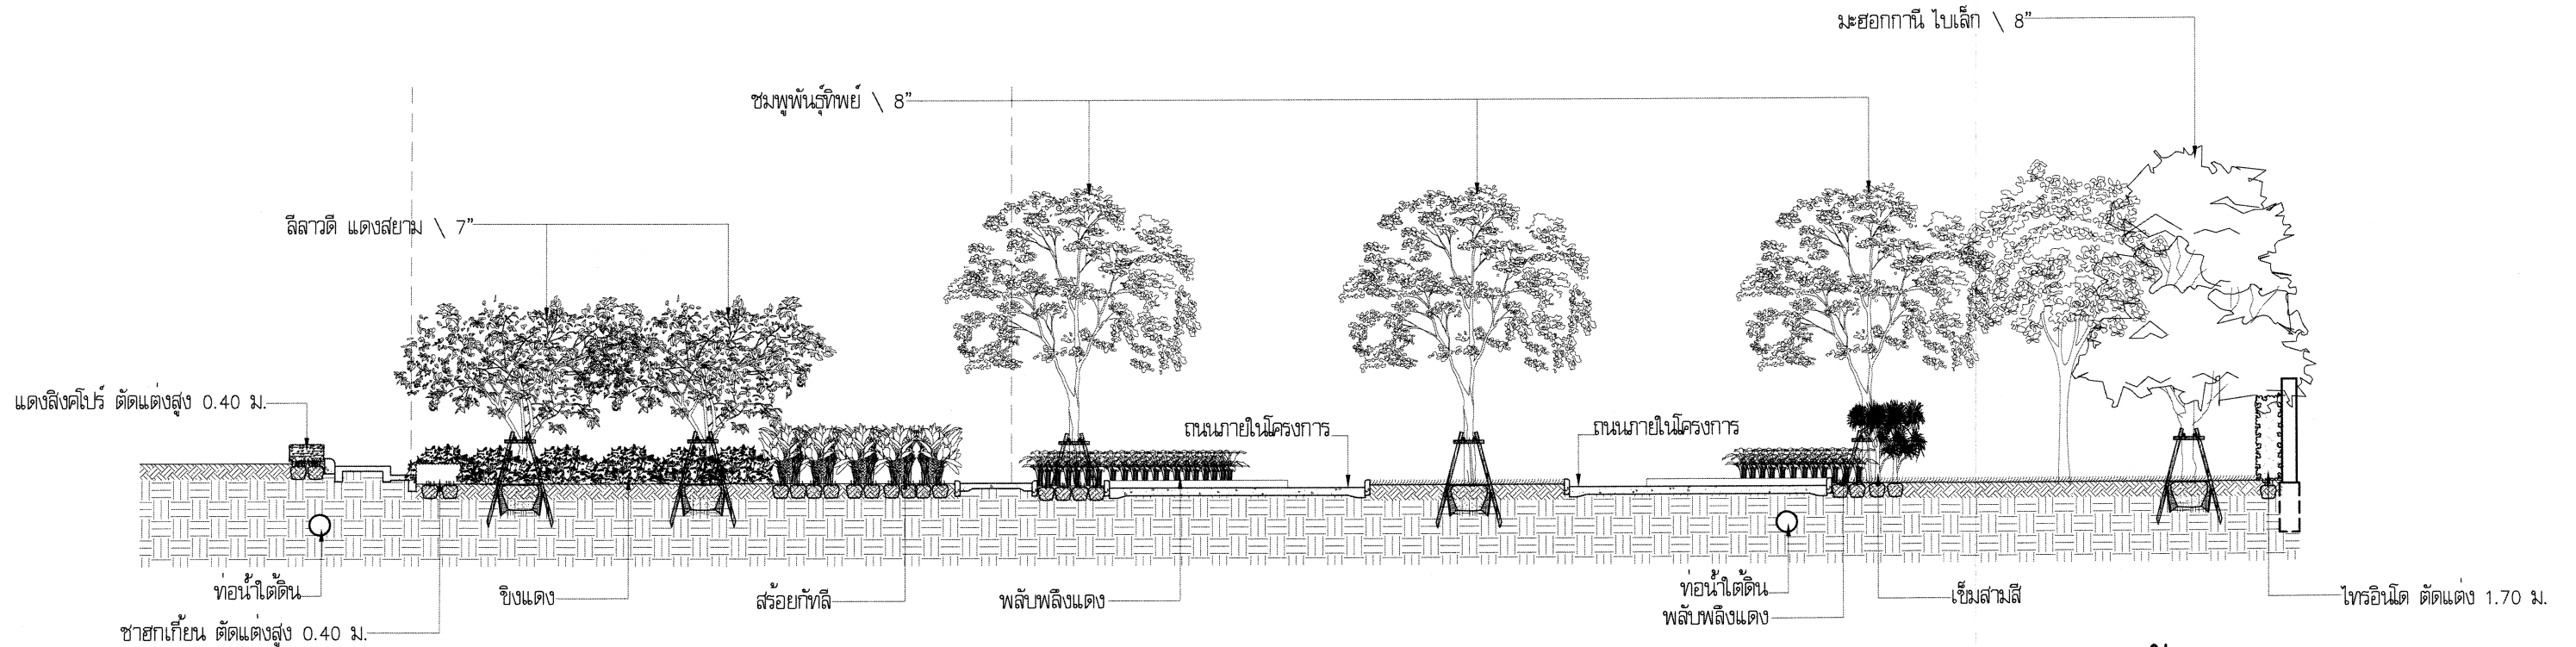 มะฮอกกานี ใบเล็ก \ 8"
ชมพูพันธุ์ทิพย์ \ 8"
ลีลาวดี แดงสยาม \ 7"
แดงสิงคโปร์ ตัดแต่งสูง 0.40 ม.
ถนนภายในโครงการ
ถนนภายในโครงการ
ท่อน้ำใต้ดิน
ขิงแดง
สร้อยกัทลี
พลับพลึงแดง
ท่อน้ำใต้ดิน
เข็มสามสี
ไทรอินโด ตัดแต่ง 1.70 ม.
พลับพลึงแดง
ชาฮกเกี้ยน ตัดแต่งสูง 0.40 ม.